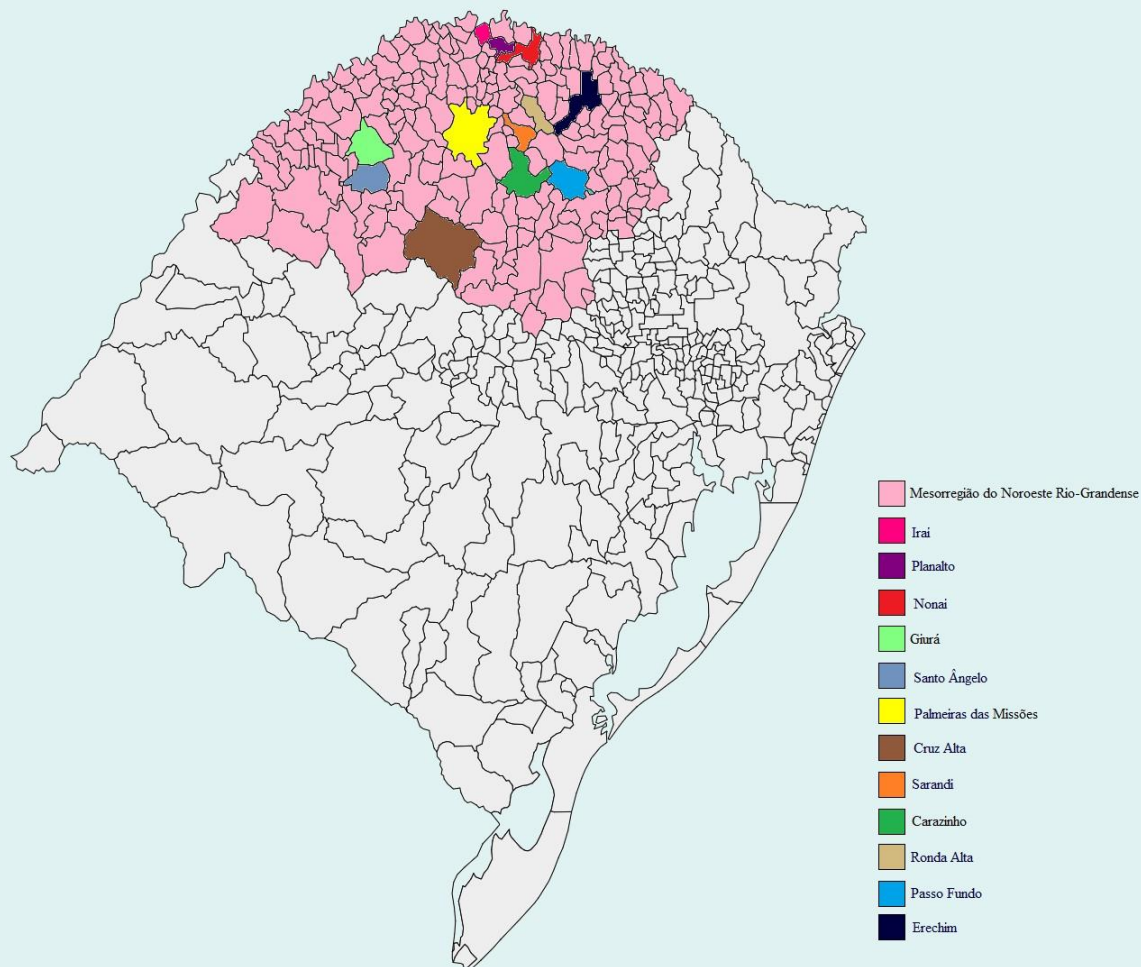 Mesorregião do Noroeste Rio-Grandense
Irai
Planalto
Nonai
Giurá
Santo Ângelo
Palmeiras das Missões
Cruz Alta
Sarandi
Carazinho
Ronda Alta
Passo Fundo
Erechim